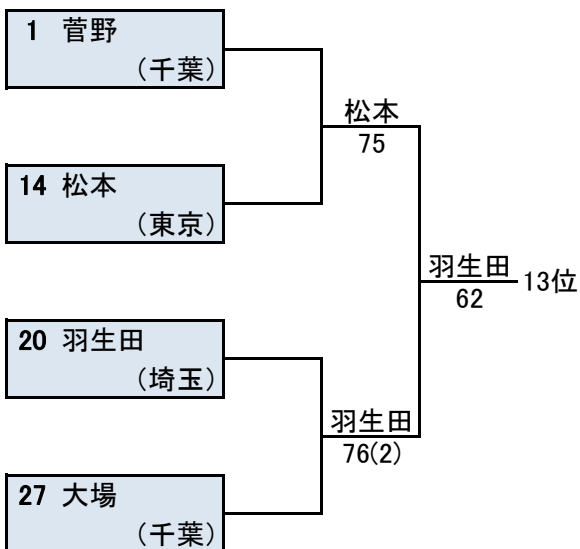 1 菅野
（千葉）
松本
75
14 松本
（東京）
羽生田
62
13位
20 羽生田
（埼玉）
羽生田
76(2)
27 大場
（千葉）